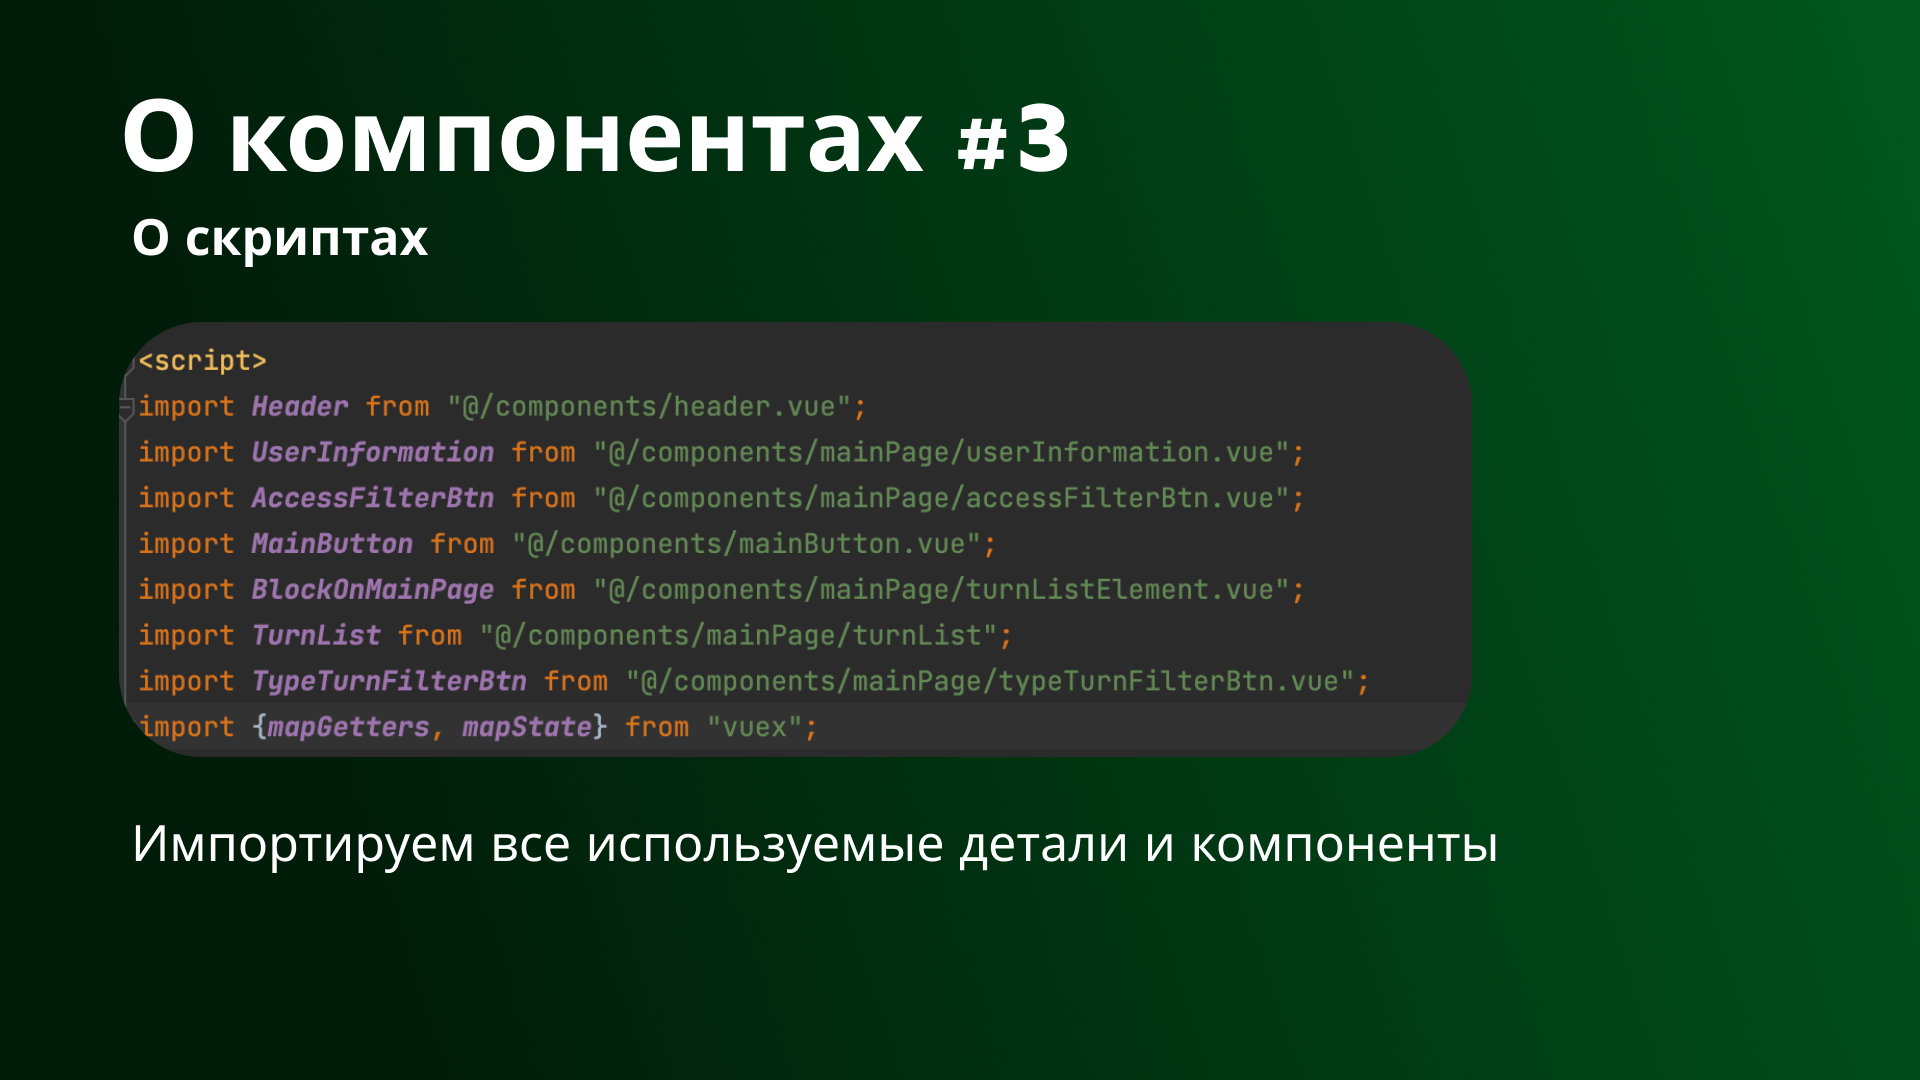 О компонентах #3
О скриптах
<script>
import Header from "@/components/header.vue";
import UserInformation from "@/components/mainPage/userInformation.vue";
import AccessFilterBtn from "@/components/mainPage/accessFilterBtn.vue";
import MainButton from "@/components/mainButton.vue";
import BlockOnMainPage from "@/components/mainPage/turnListElement.vue";
import TurnList from "@/components/mainPage/turnList";
import TypeTurnFilterBtn from "@/components/mainPage/typeTurnFilterBtn.vue";
import {mapGetters, mapState} from "vuex";
Импортируем все используемые детали и компоненты